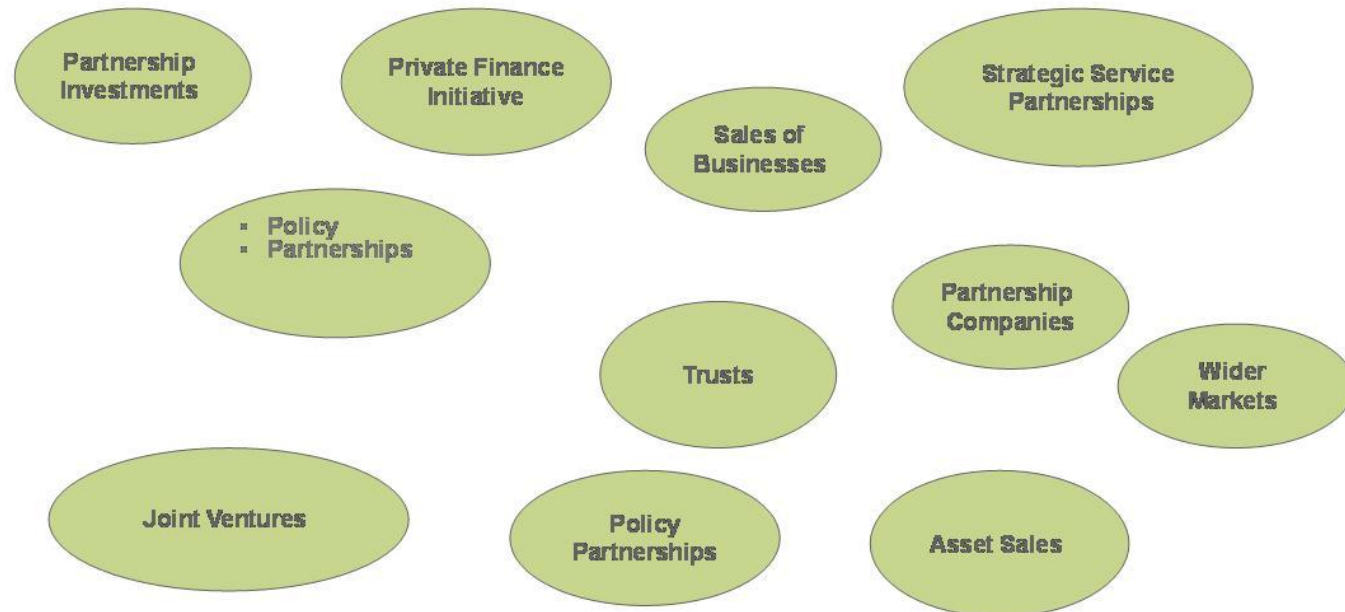 Partnership
Investments
Private Finance
Initiative
Strategic Service
Partnerships
Sales of
Businesses
▪ Policy
▪ Partnerships
Partnership
Companies
Trusts
Wider
Markets
Joint Ventures
Policy
Partnerships
Asset Sales